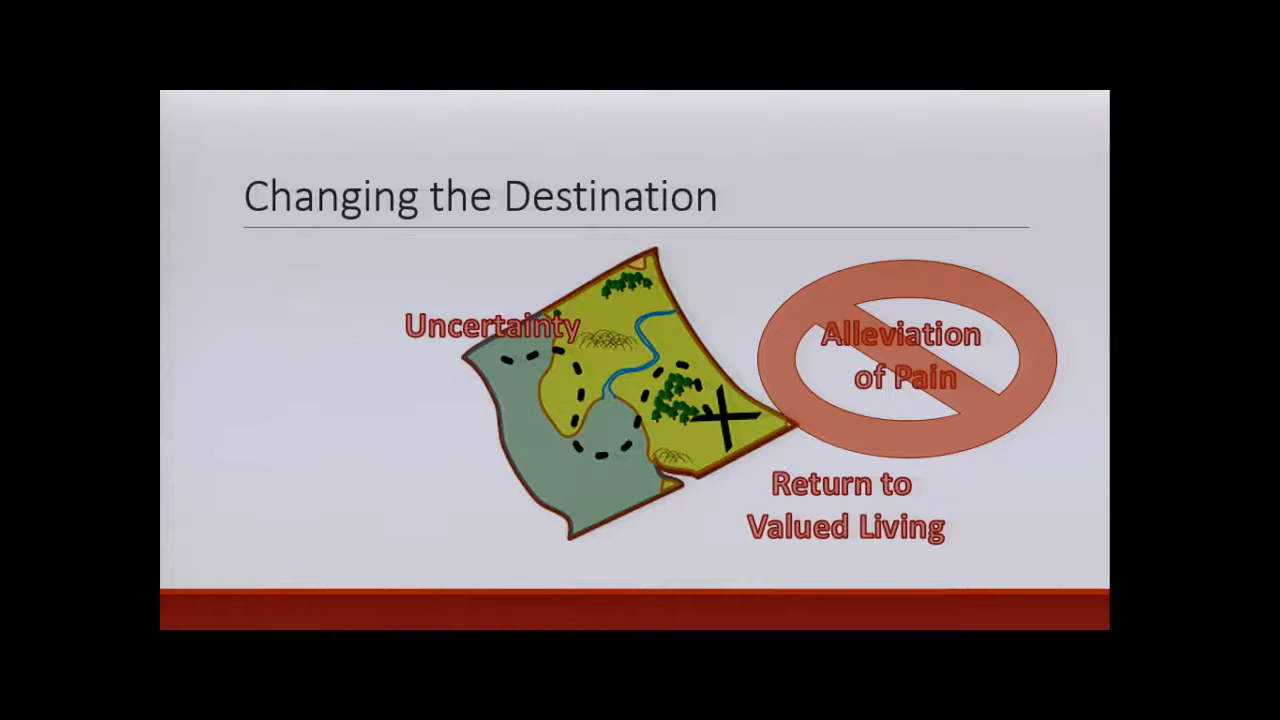 Changing the Destination
Uncertainty
Alleviation
of Pain
Return to
Valued Living